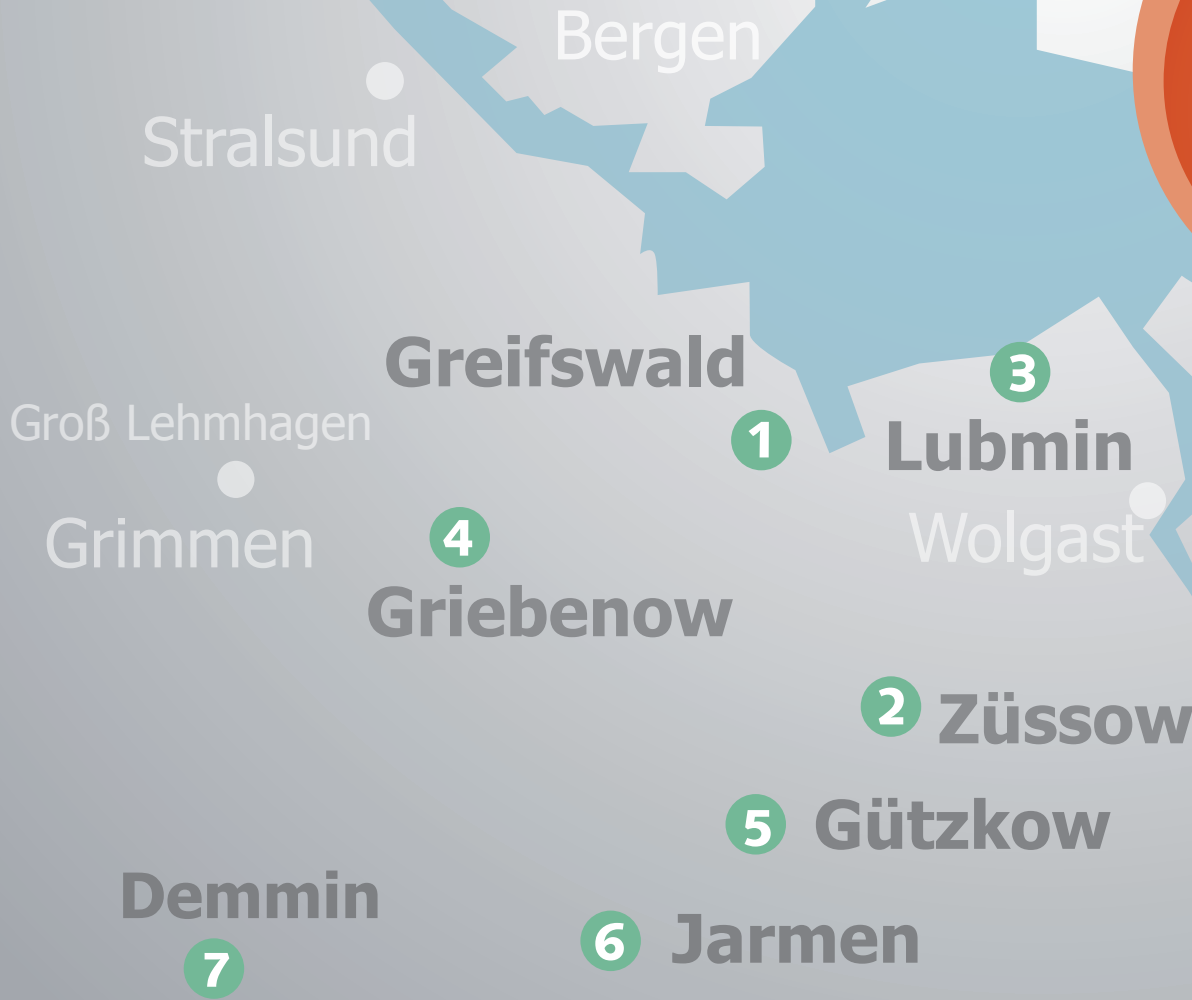 Bergen
Stralsund
Greifswald
3
Groß Lehmhagen
1
Lubmin
Grimmen
4
Wolgast
Griebenow
2 Züssow
5 Gützkow
Demmin
6 Jarmen
7